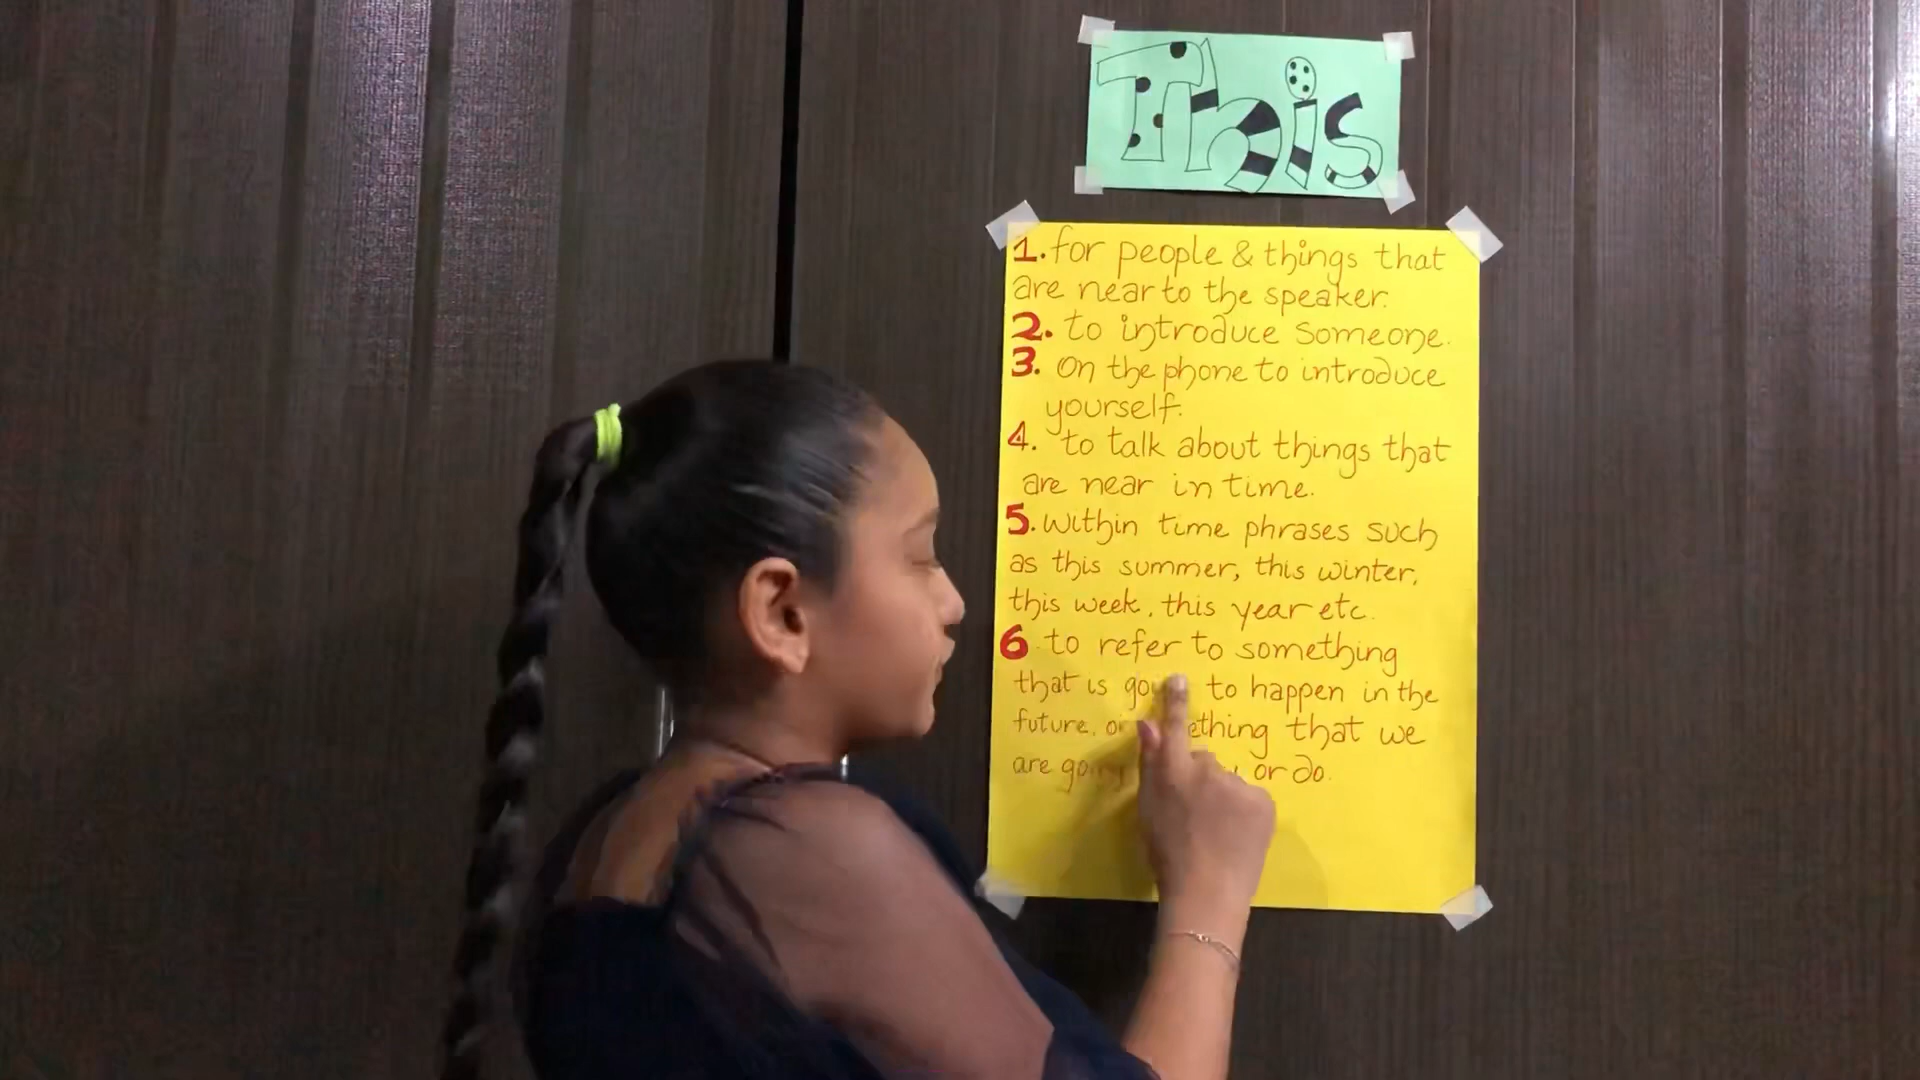 This
1. for people & things that
are near to the speaker.
2. to introduce someone.
3. On the phone to introduce
yourself.
4. to talk about things that
are near in time.
5. Within time phrases such
as this summer, this winter,
this week, this year etc.
6 to refer to something
that is to happen in the
future, that we
are or do.